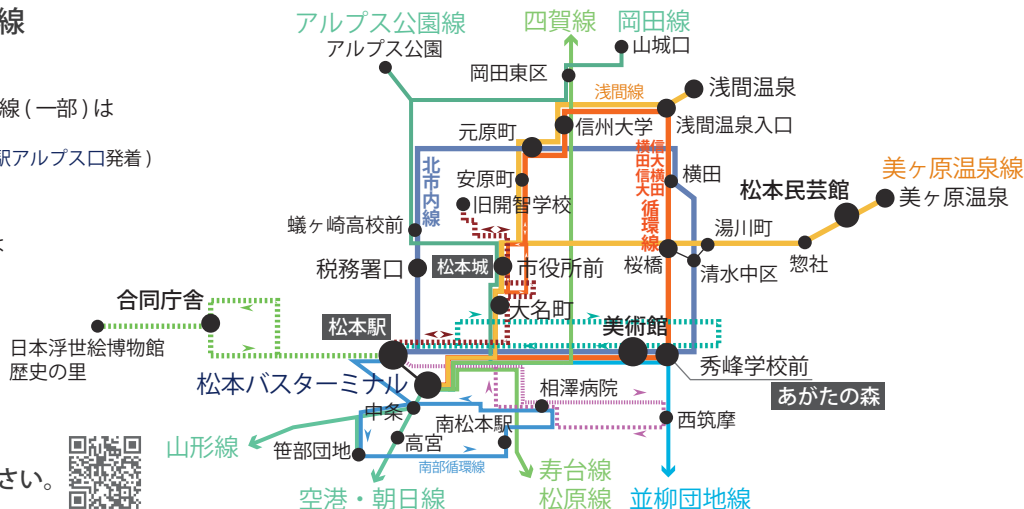 線
線(一部)は
駅アルプス口発着)
は
さい。
アルプス公園線
四賀線
岡田線
アルプス公園
山城口
岡田東区
浅間線
浅間温泉
信州大学
浅間温泉入口
元原町
信大横田
横田信大
循環線
北市内線
安原町
横田
美ヶ原温泉線
松本民芸館
美ヶ原温泉
旧開智学校
蟻ヶ崎高校前
湯川町
税務署口
松本城
市役所前
桜橋
清水中区
惣社
合同庁舎
大名町
松本駅
美術館
日本浮世絵博物館
歴史の里
秀峰学校前
松本バスターミナル
相澤病院
あがたの森
中条
南松本駅
西筑摩
山形線
笹部団地
高宮
南部循環線
寿台線
松原線
空港・朝日線
並柳団地線